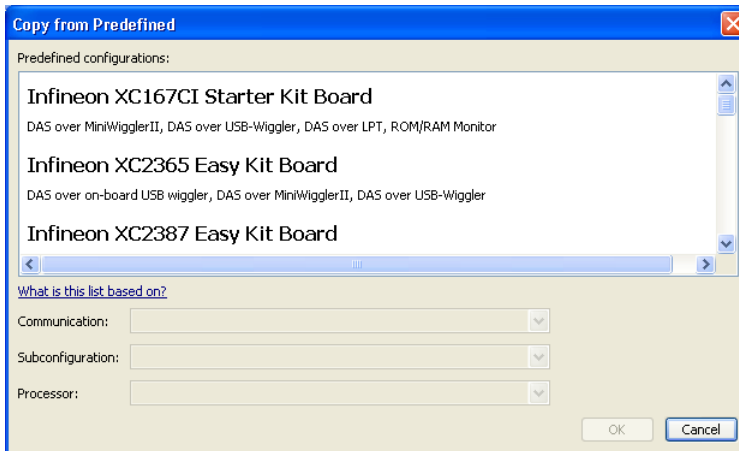 Copy from Predefined
Predefined configurations:
Infineon XC167CI Starter Kit Board
DAS over MiniWigglerII, DAS over USB-Wiggler, DAS over LPT, ROM/RAM Monitor
Infineon XC2365 Easy Kit Board
DAS over on-board USB wiggler, DAS over MiniWigglerII, DAS over USB-Wiggler
Infineon XC2387 Easy Kit Board
What is this list based on?
Communication:
Subconfiguration:
Processor:
OK Cancel